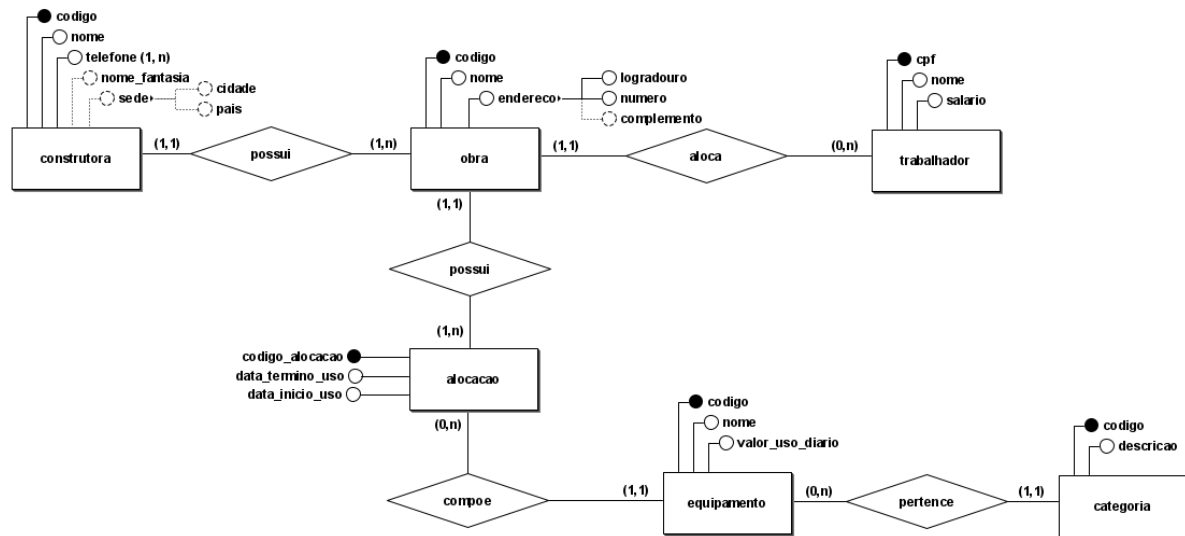 codigo
nome
telefone (1, n)
nome_fantasia
sede
cidade
pais
construtora
(1,1)
possui
(1,n)
codigo
nome
endereco
logradouro
numero
complemento
obra
(1,1)
aloca
(0,n)
cpf
nome
salario
trabalhador
(1,1)
possui
(1,n)
codigo_alocacao
data_termino_uso
data_inicio_uso
alocacao
(0,n)
compoe
(1,1)
codigo
nome
valor_uso_diario
equipamento
(0,n)
pertence
(1,1)
codigo
descricao
categoria